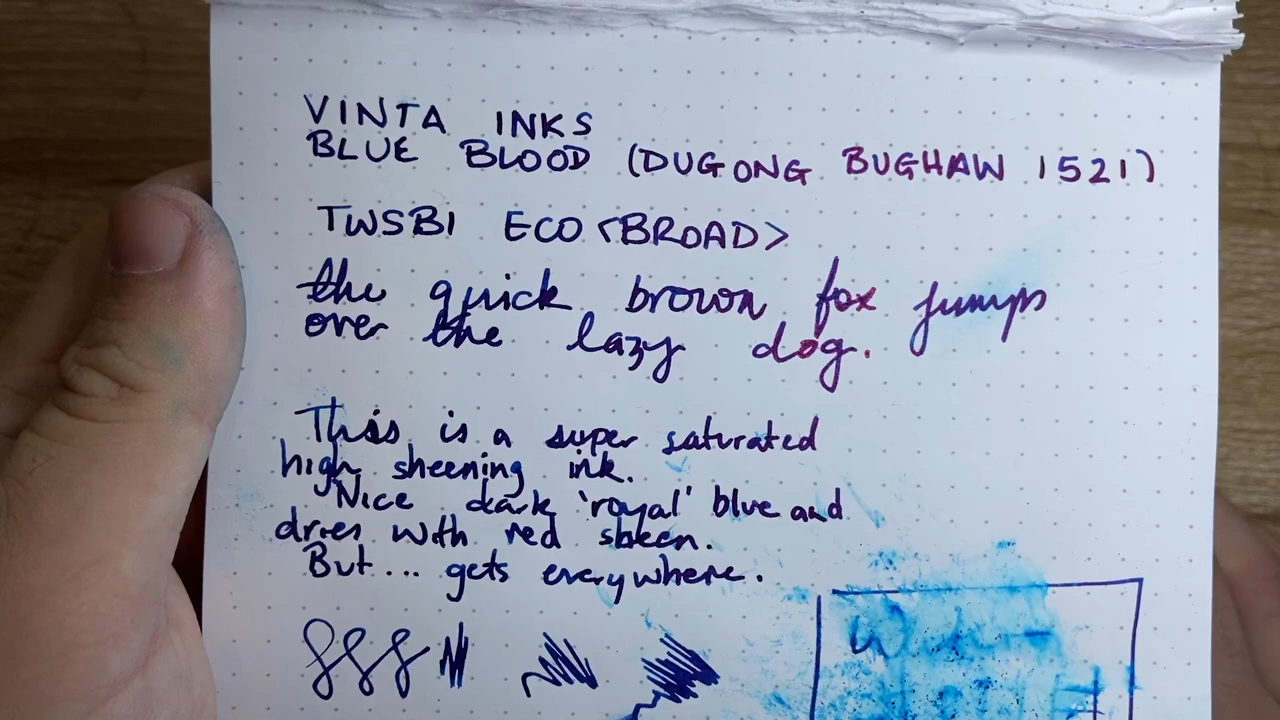 VINTA INKS
BLUE BLOOD (DUGONG BUGHAW 1521)
TWSBI ECO <BROAD>
the quick brown fox jumps
over the lazy dog.
This is a super saturated
high sheening ink.
Nice dark 'royal' blue and
dries with red sheen.
But... gets everywhere.